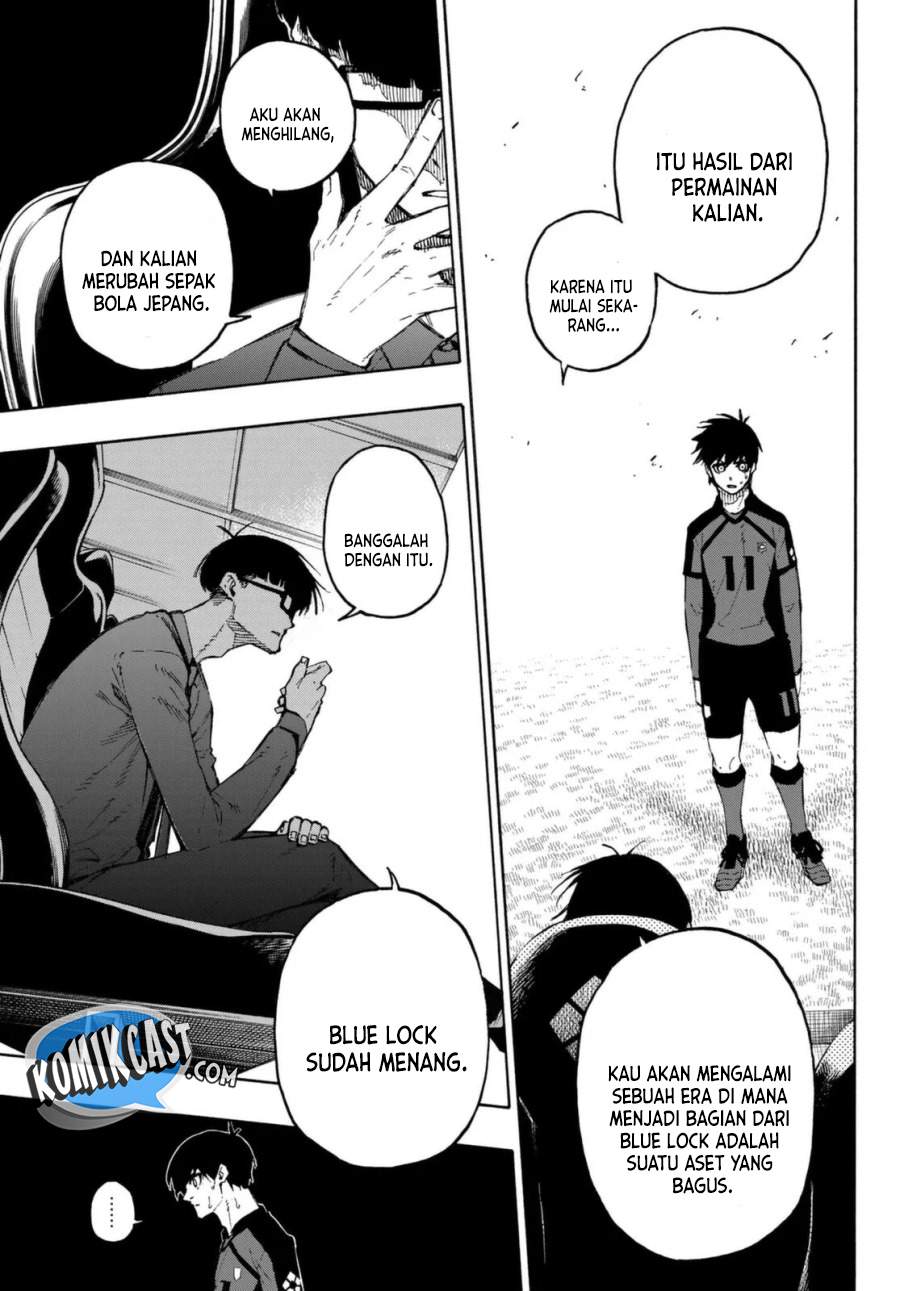 ITU HASIL DARI
PERMAINAN
KALIAN.
KARENA ITU
MULAI SEKA-
RANG...
11
11
KAU AKAN MENGALAMI
SEBUAH ERA DI MANA
MENJADI BAGIAN DARI
BLUE LOCK ADALAH
SUATU ASET YANG
BAGUS.
AKU AKAN
MENGHILANG,
DAN KALIAN
MERUBAH SEPAK
BOLA JEPANG.
BANGGALAH
DENGAN ITU.
BLUE LOCK
SUDAH MENANG.
KOMIKCAST
.COM
......